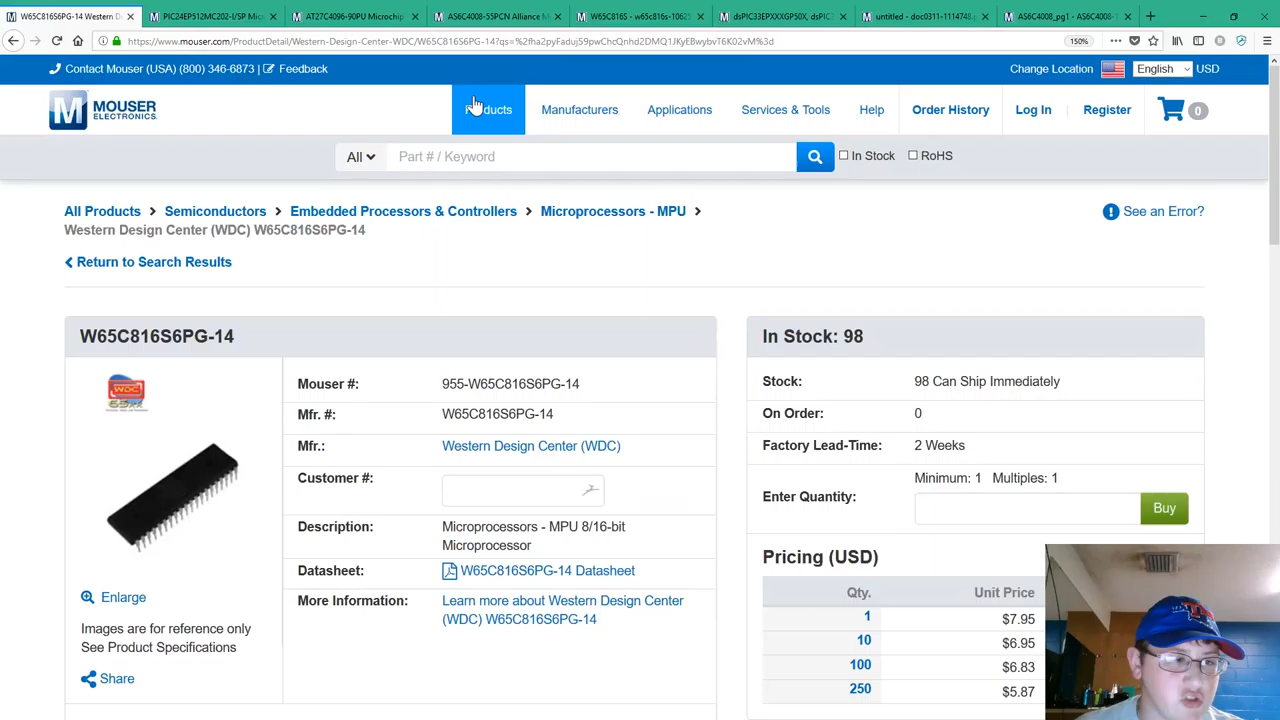 W65C816S6PG-14 Western D
PIC24EP512MC202-I/SP Mic
AT27C4096-90PU Microchip
AS6C4008-55PCN Alliance M
W65C816S - w65c816s-1062
dsPIC33EPXXXGP50X, dsPIC
untitled - doc0311-1114748.p
AS6C4008_pg1 - AS6C4008-
https://www.mouser.com/ProductDetail/Western-Design-Center-WDC/W65C816S6PG-14?qs=%2fha2pyFaduj59pwChcQnhd2DMQ1JKyEBwybvT6K02vM%3d
150%
Contact Mouser (USA) (800) 346-6873 | Feedback
Change Location English USD
MOUSER
ELECTRONICS
Products Manufacturers Applications Services & Tools Help Order History Log In Register 0
All Part # / Keyword In Stock RoHS
All Products > Semiconductors > Embedded Processors & Controllers > Microprocessors - MPU >
See an Error?
Western Design Center (WDC) W65C816S6PG-14
Return to Search Results
W65C816S6PG-14
WDC
Mouser #: 955-W65C816S6PG-14
Mfr. #: W65C816S6PG-14
Mfr.: Western Design Center (WDC)
Customer #:
Description: Microprocessors - MPU 8/16-bit
Microprocessor
Datasheet: W65C816S6PG-14 Datasheet
More Information: Learn more about Western Design Center
(WDC) W65C816S6PG-14
Enlarge
Images are for reference only
See Product Specifications
Share
In Stock: 98
Stock: 98 Can Ship Immediately
On Order: 0
Factory Lead-Time: 2 Weeks
Minimum: 1 Multiples: 1
Enter Quantity: Buy
Pricing (USD)
Qty. Unit Price
1 $7.95
10 $6.95
100 $6.83
250 $5.87